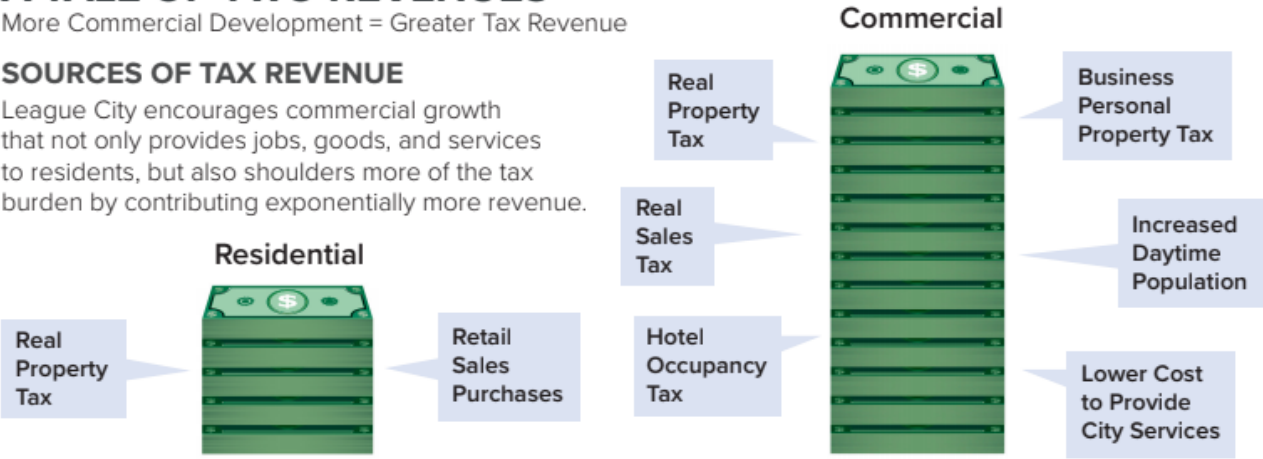 More Commercial Development = Greater Tax Revenue
SOURCES OF TAX REVENUE
League City encourages commercial growth
that not only provides jobs, goods, and services
to residents, but also shoulders more of the tax
burden by contributing exponentially more revenue.
Residential
Real
Property
Tax
$
Retail
Sales
Purchases
Commercial
Real
Property
Tax
Real
Sales
Tax
Hotel
Occupancy
Tax
$
Business
Personal
Property Tax
Increased
Daytime
Population
Lower Cost
to Provide
City Services